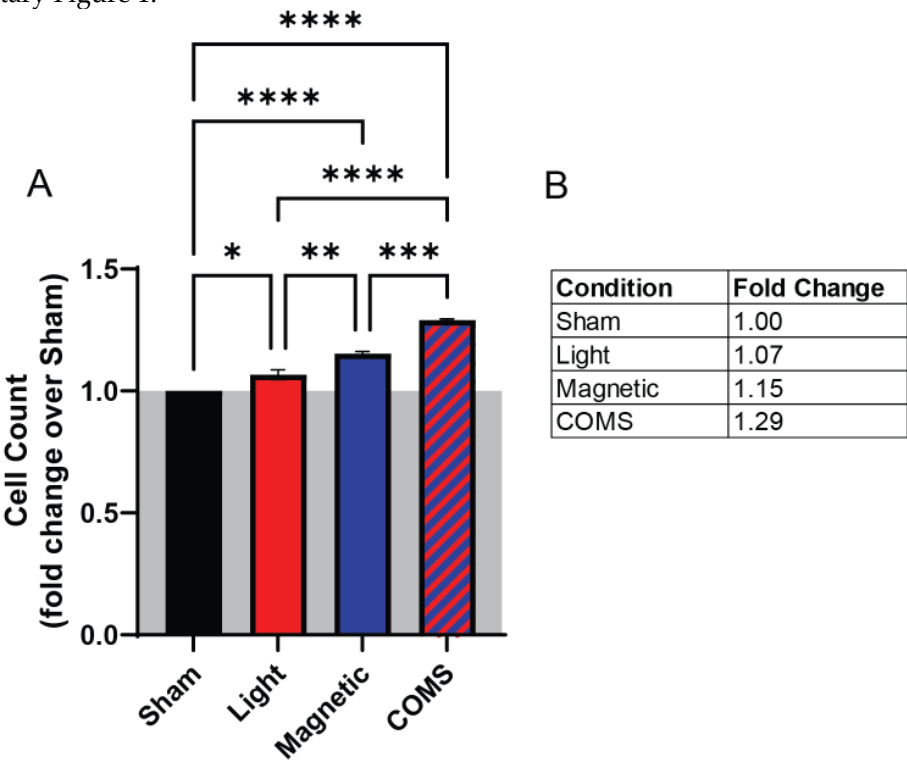 tary Figure 1.
****
****
****
* ** ***
A
1.5
1.0
0.5
0.0
Cell Count
(fold change over Sham)
Sham
Light
Magnetic
COMS
B
Condition Fold Change
Sham 1.00
Light 1.07
Magnetic 1.15
COMS 1.29